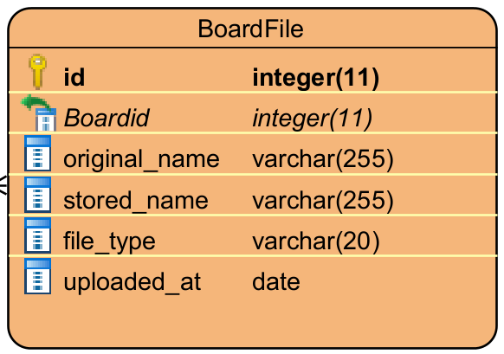 BoardFile
id integer(11)
Boardid integer(11)
original_name varchar(255)
stored_name varchar(255)
file_type varchar(20)
uploaded_at date